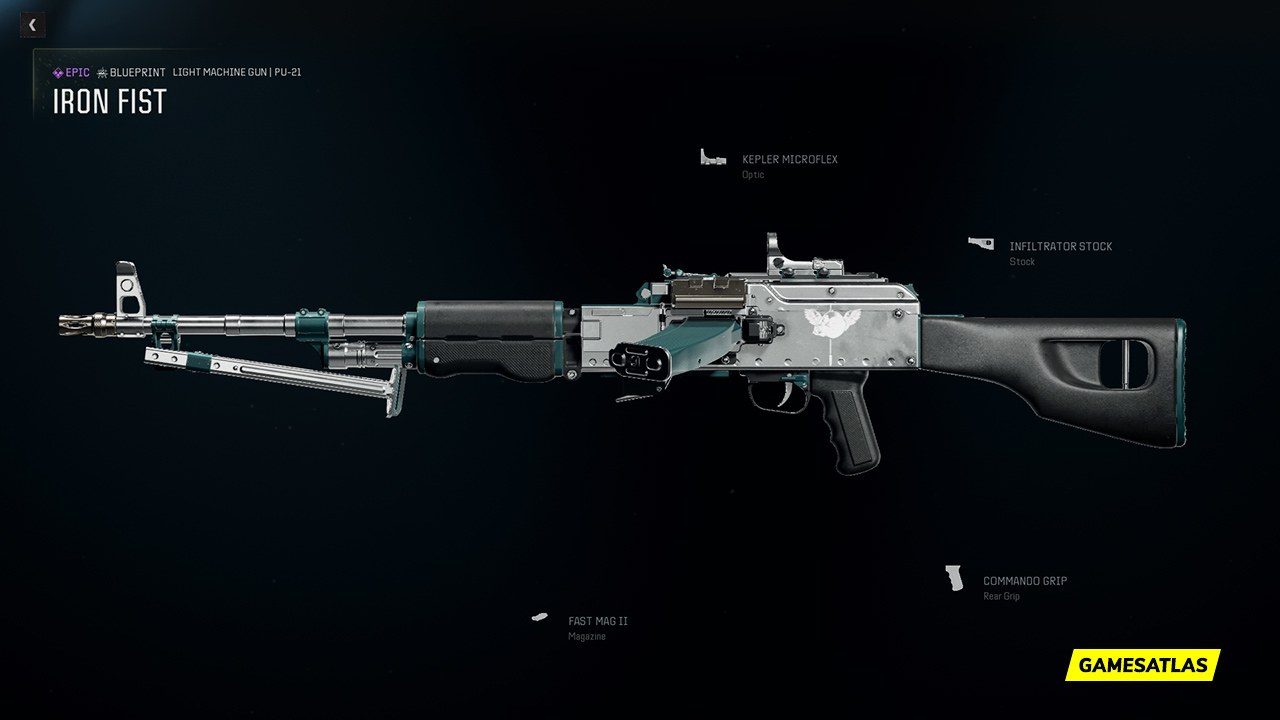 EPIC BLUEPRINT LIGHT MACHINE GUN | PU-21
IRON FIST
KEPLER MICROFLEX
Optic
INFILTRATOR STOCK
Stock
COMMANDO GRIP
Rear Grip
FAST MAG II
Magazine
GAMESATLAS